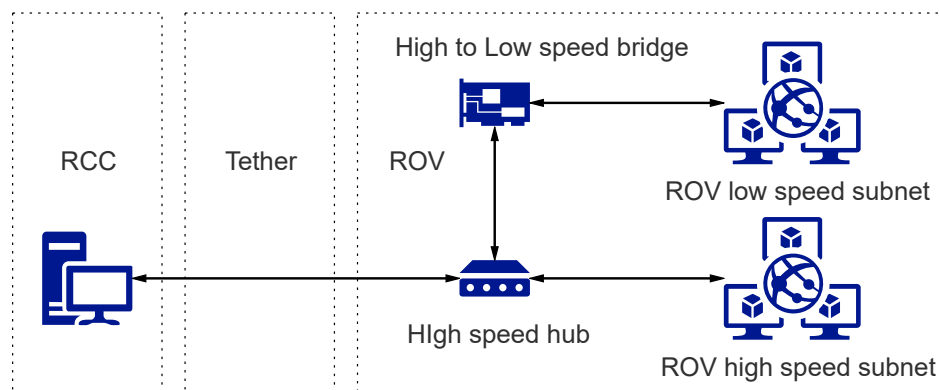 High to Low speed bridge
RCC
Tether
ROV
ROV low speed subnet
HIgh speed hub
ROV high speed subnet